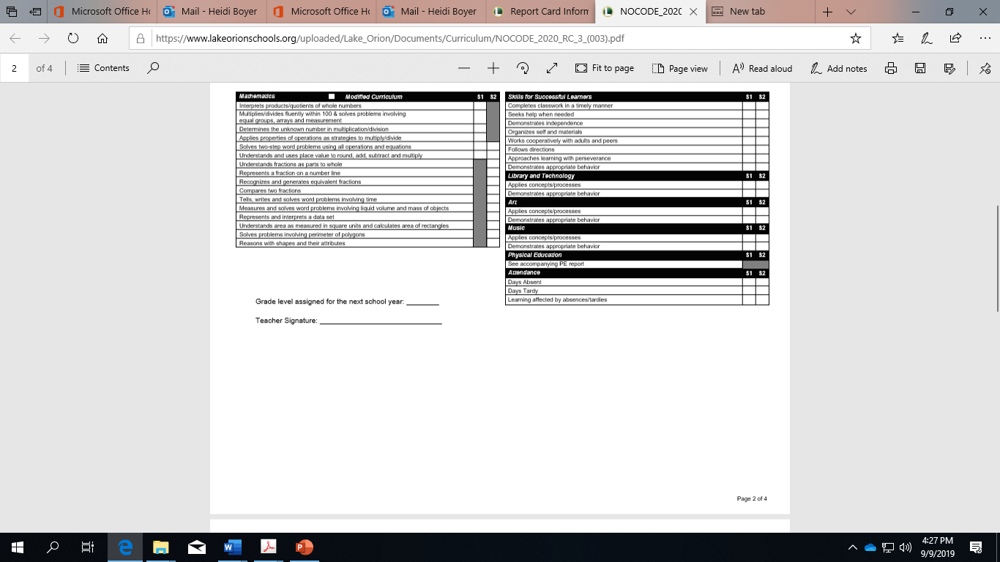 Microsoft Office Ho
Mail - Heidi Boyer
Microsoft Office Ho
Mail - Heidi Boyer
Report Card Inform
NOCODE_2020
New tab
https://www.lakeorionschools.org/uploaded/Lake_Orion/Documents/Curriculum/NOCODE_2020_RC_3_(003).pdf
2 of 4 Contents Fit to page Page view Read aloud Add notes
Mathematics Modified Curriculum S1 S2
Interprets products/quotients of whole numbers
Multiplies/divides fluently within 100 & solves problems involving
equal groups, arrays and measurement
Determines the unknown number in multiplication/division
Applies properties of operations as strategies to multiply/divide
Solves two-step word problems using all operations and equations
Understands and uses place value to round, add, subtract and multiply
Understands fractions as parts to whole
Represents a fraction on a number line
Recognizes and generates equivalent fractions
Compares two fractions
Tells, writes and solves word problems involving time
Measures and solves word problems involving liquid volume and mass of objects
Represents and interprets a data set
Understands area as measured in square units and calculates area of rectangles
Solves problems involving perimeter of polygons
Reasons with shapes and their attributes
Grade level assigned for the next school year: ________
Teacher Signature: ____________________________
Skills for Successful Learners S1 S2
Completes classwork in a timely manner
Seeks help when needed
Demonstrates independence
Organizes self and materials
Works cooperatively with adults and peers
Follows directions
Approaches learning with perseverance
Demonstrates appropriate behavior
Library and Technology S1 S2
Applies concepts/processes
Demonstrates appropriate behavior
Art S1 S2
Applies concepts/processes
Demonstrates appropriate behavior
Music S1 S2
Applies concepts/processes
Demonstrates appropriate behavior
Physical Education S1 S2
See accompanying PE report
Attendance S1 S2
Days Absent
Days Tardy
Learning affected by absences/tardies
Page 2 of 4
4:27 PM
9/9/2019